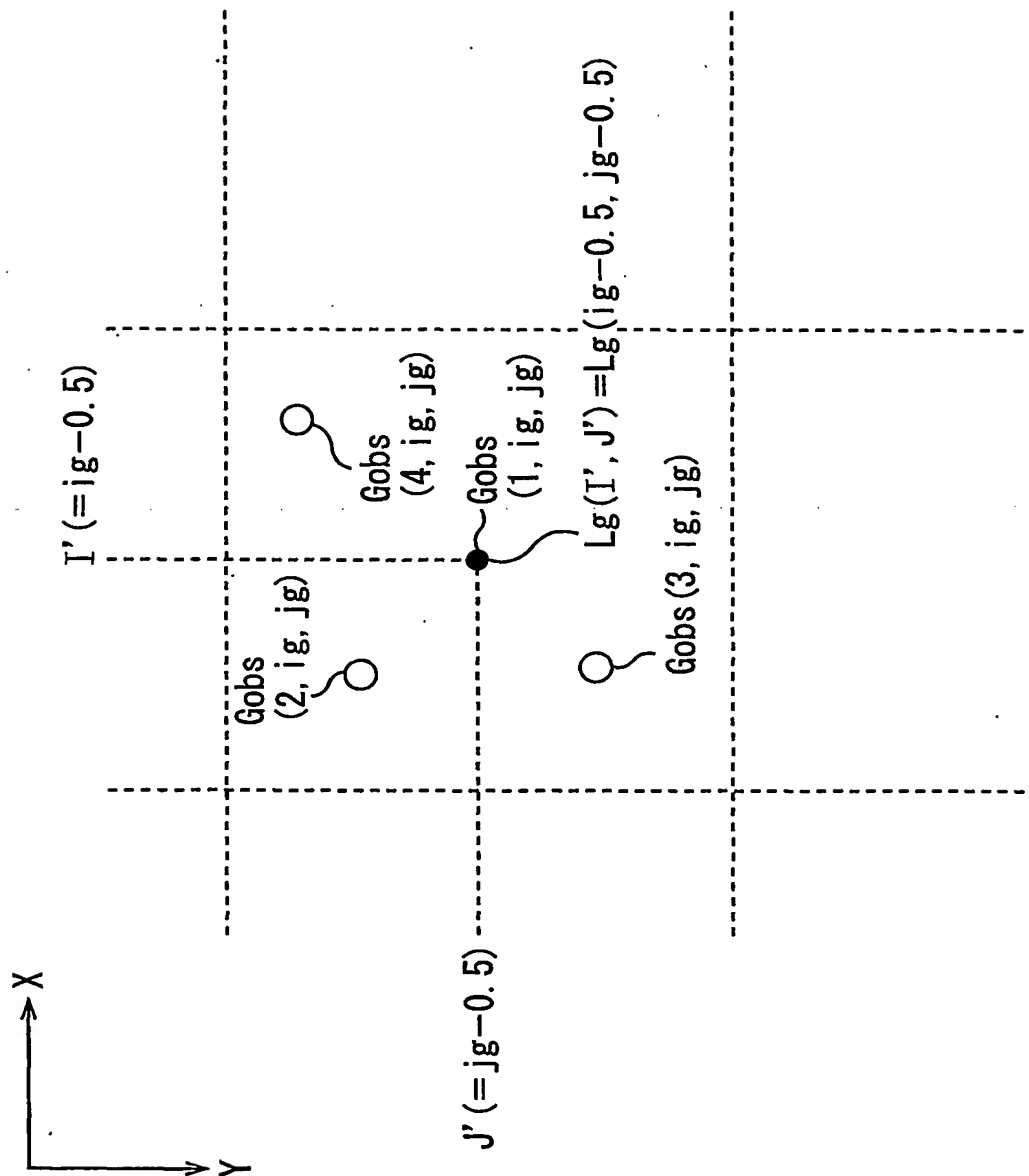 X
Y
I'(=ig-0.5)
J'(=jg-0.5)
Gobs
(2, ig, jg)
Gobs
(4, ig, jg)
Gobs
(1, ig, jg)
Lg(I', J')=Lg(ig-0.5, jg-0.5)
Gobs(3, ig, jg)